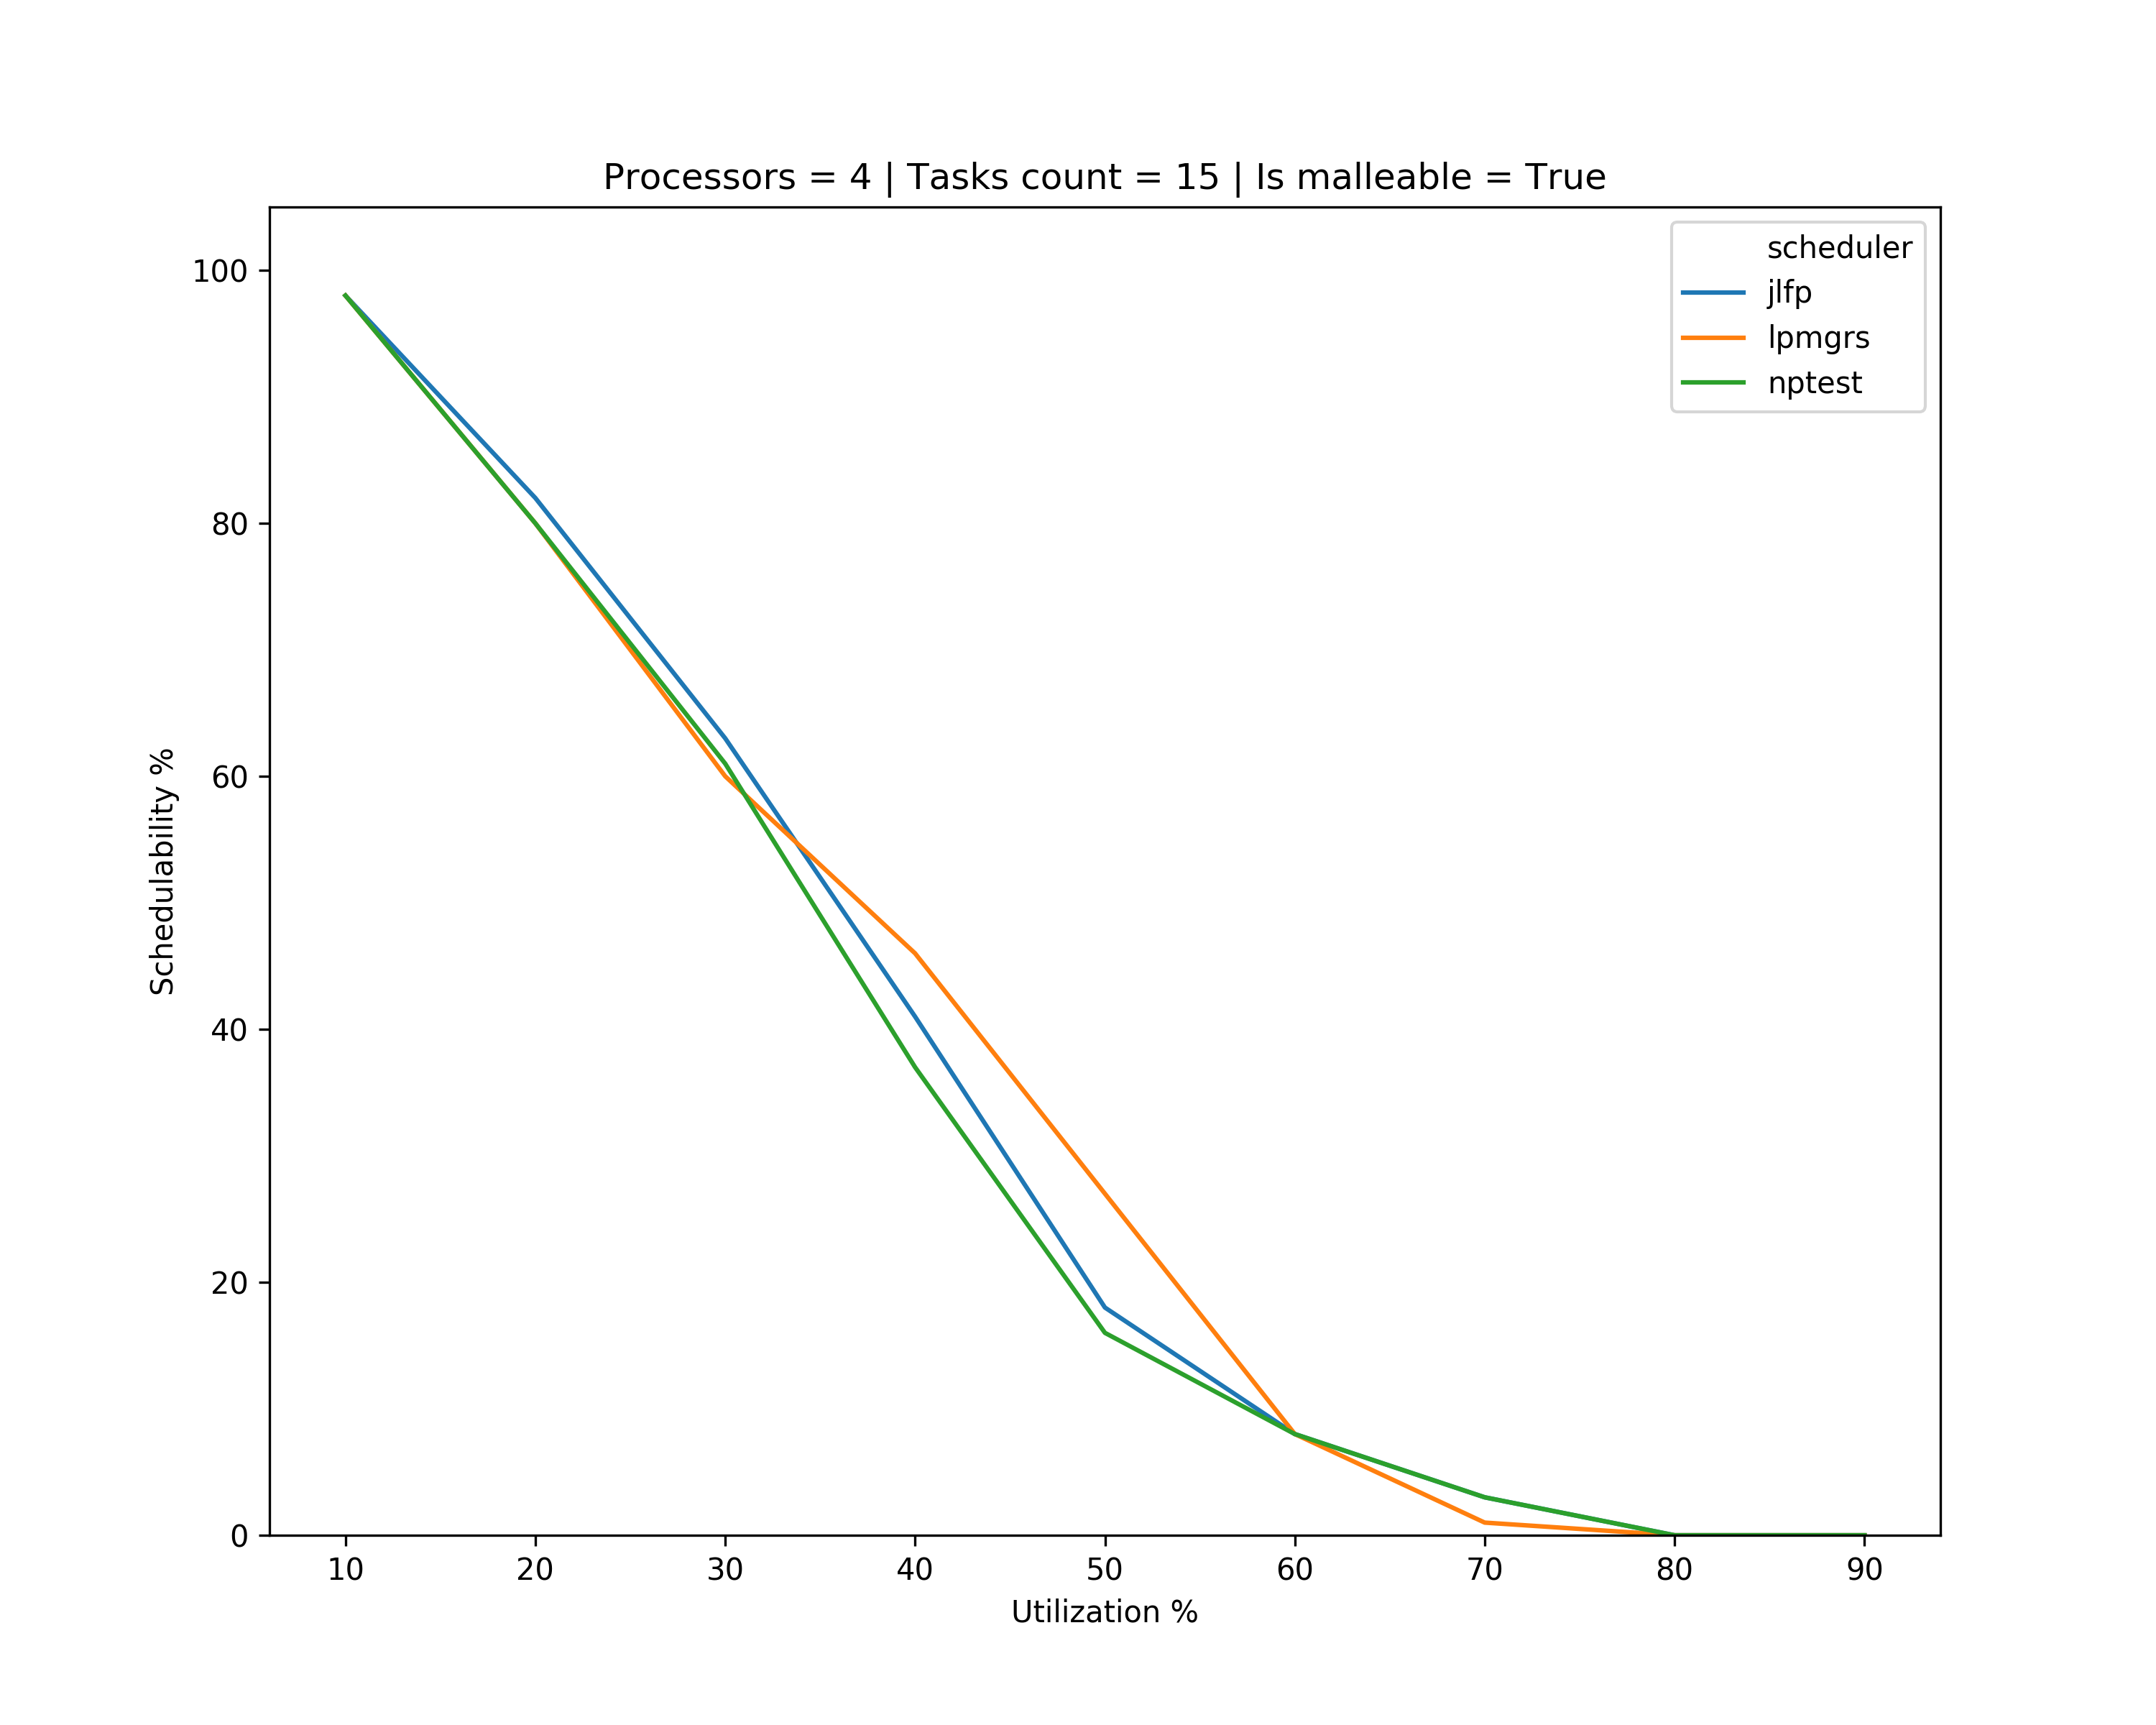 Processors = 4 | Tasks count = 15 | Is malleable = True
scheduler
jlfp
lpmgrs
nptest
Schedulability %
100
80
60
40
20
0
10 20 30 40 50 60 70 80 90
Utilization %